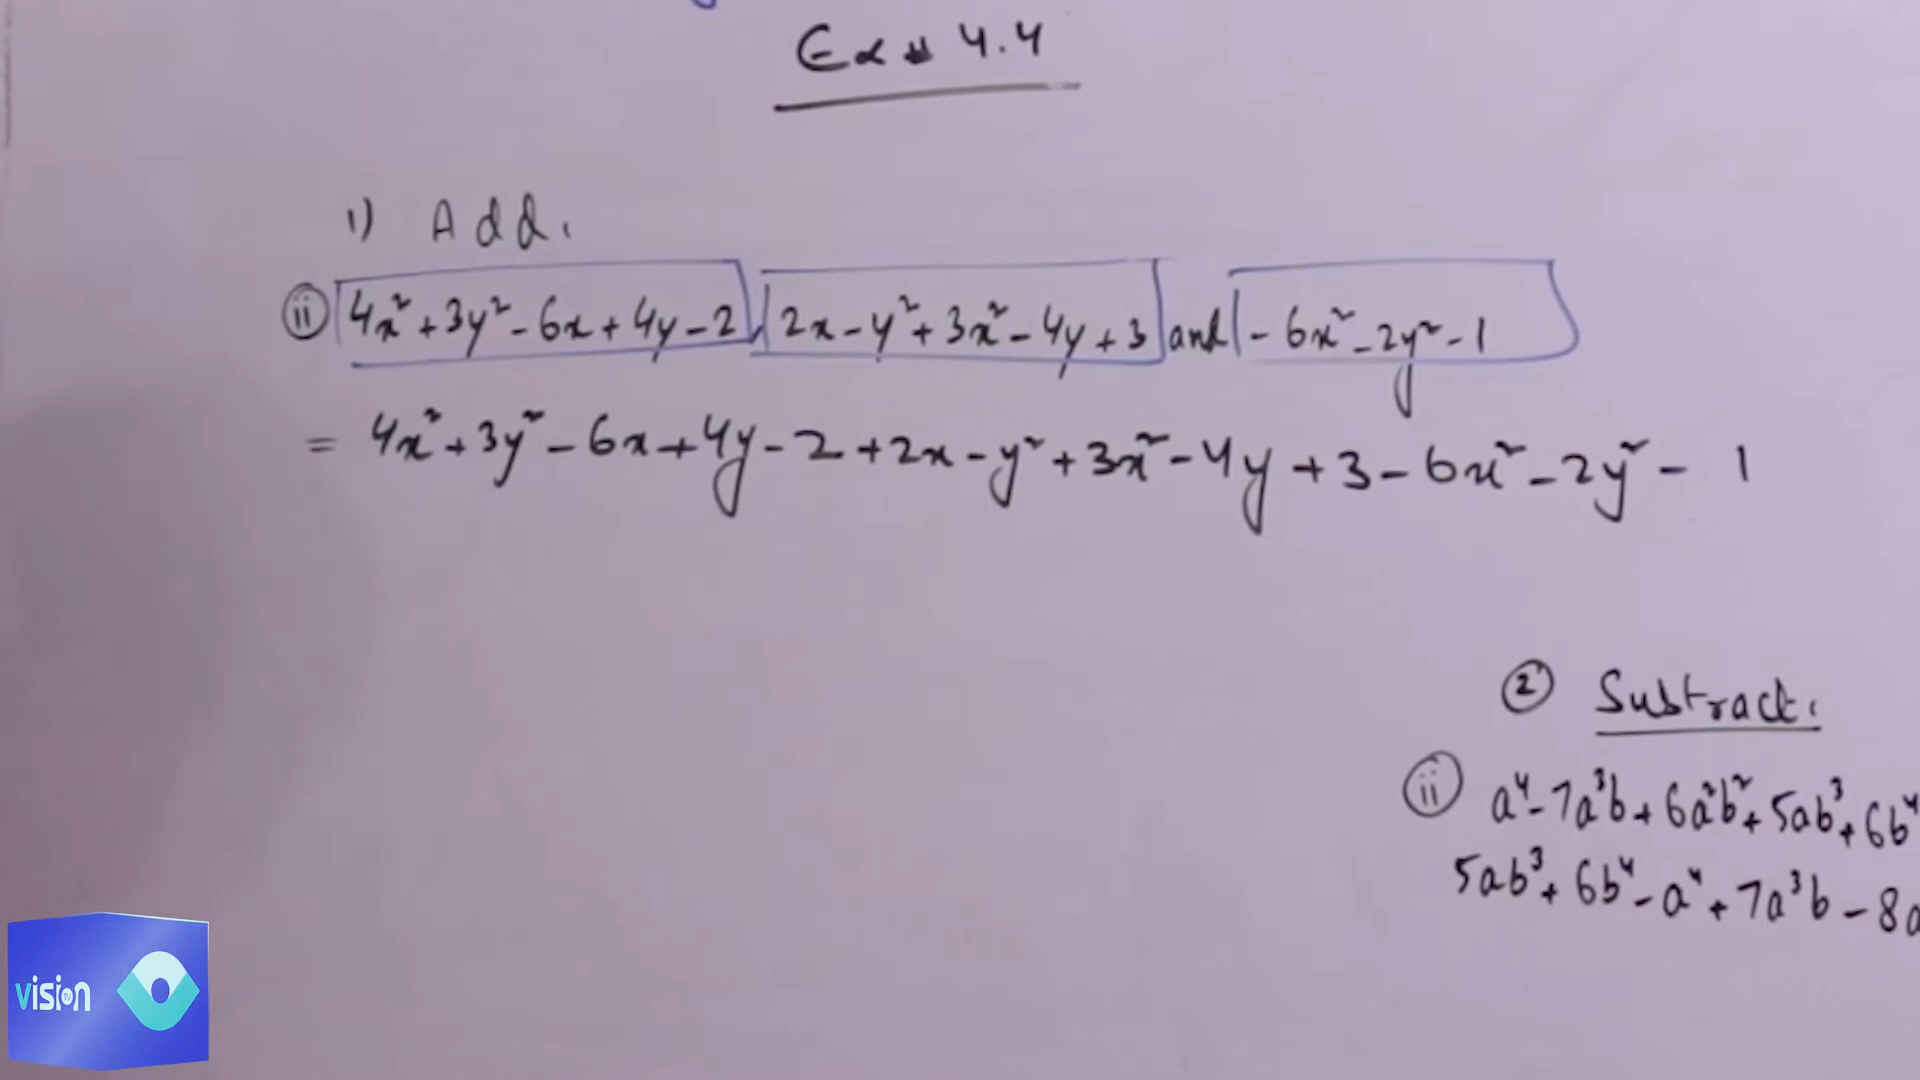 Ex # 4.4
1) Add.
ii 4x² + 3y² - 6x + 4y - 2, 2x - y² + 3x² - 4y + 3 and - 6x² - 2y² - 1
= 4x² + 3y² - 6x + 4y - 2 + 2x - y² + 3x² - 4y + 3 - 6x² - 2y² - 1
2 Subtract.
ii a⁴ - 7a³b + 6a²b² + 5ab³ + 6b⁴
5ab³ + 6b⁴ - a⁴ + 7a³b - 8a
vision TV